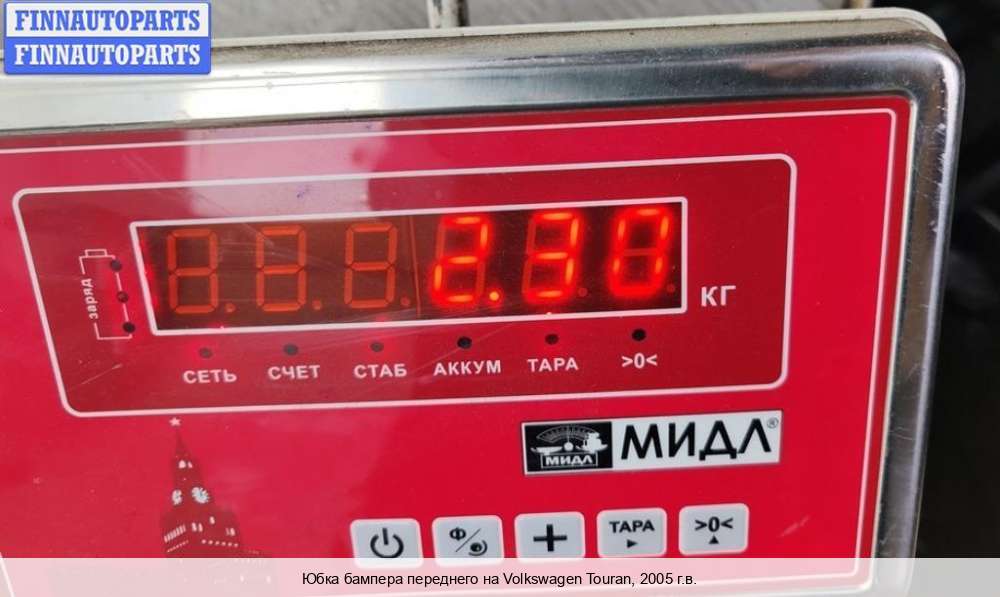 FINNAUTOPARTS
FINNAUTOPARTS
заряд
2.30
КГ
СЕТЬ СЧЕТ СТАБ АККУМ ТАРА >0<
МИДЛ МИДЛ®
Ф/ + ТАРА >0<
Юбка бампера переднего на Volkswagen Touran, 2005 г.в.